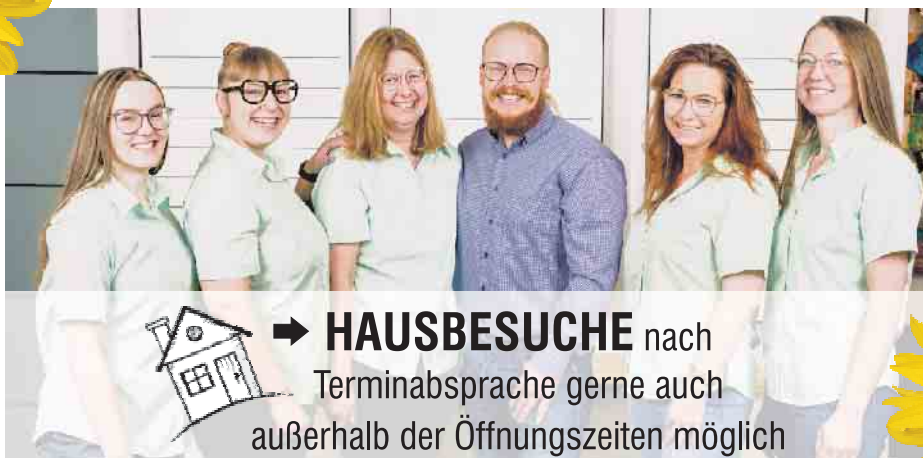 ➡ HAUSBESUCHE nach
Terminabsprache gerne auch
außerhalb der Öffnungszeiten möglich